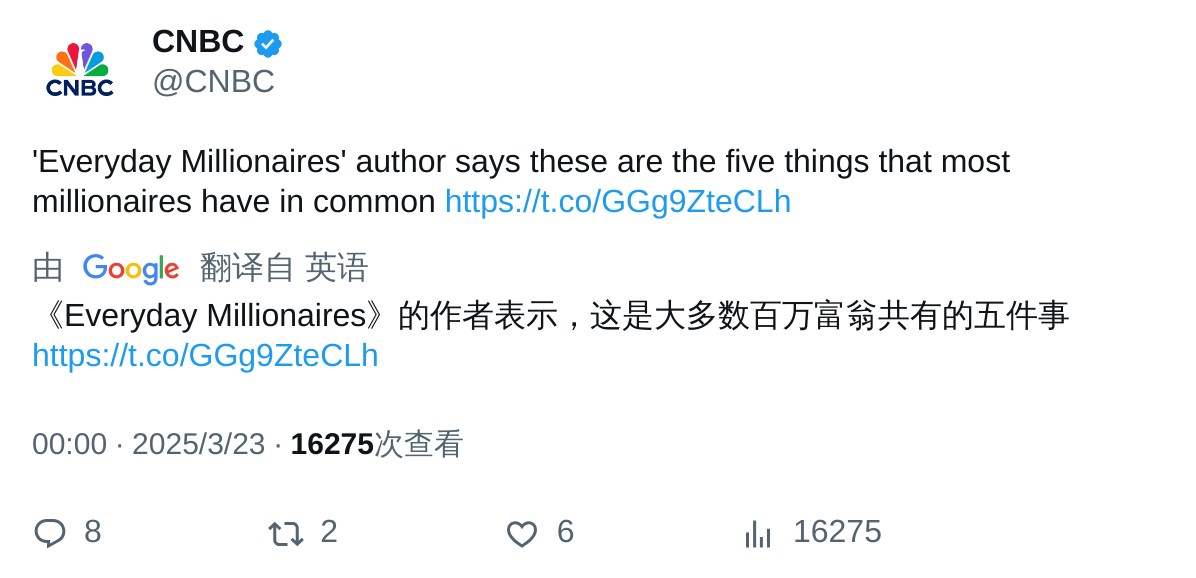 CNBC
CNBC
@CNBC
'Everyday Millionaires' author says these are the five things that most
millionaires have in common https://t.co/GGg9ZteCLh
由 Google 翻译自 英语
《Everyday Millionaires》的作者表示，这是大多数百万富翁共有的五件事
https://t.co/GGg9ZteCLh
00:00 · 2025/3/23 · 16275次查看
8 2 6 16275